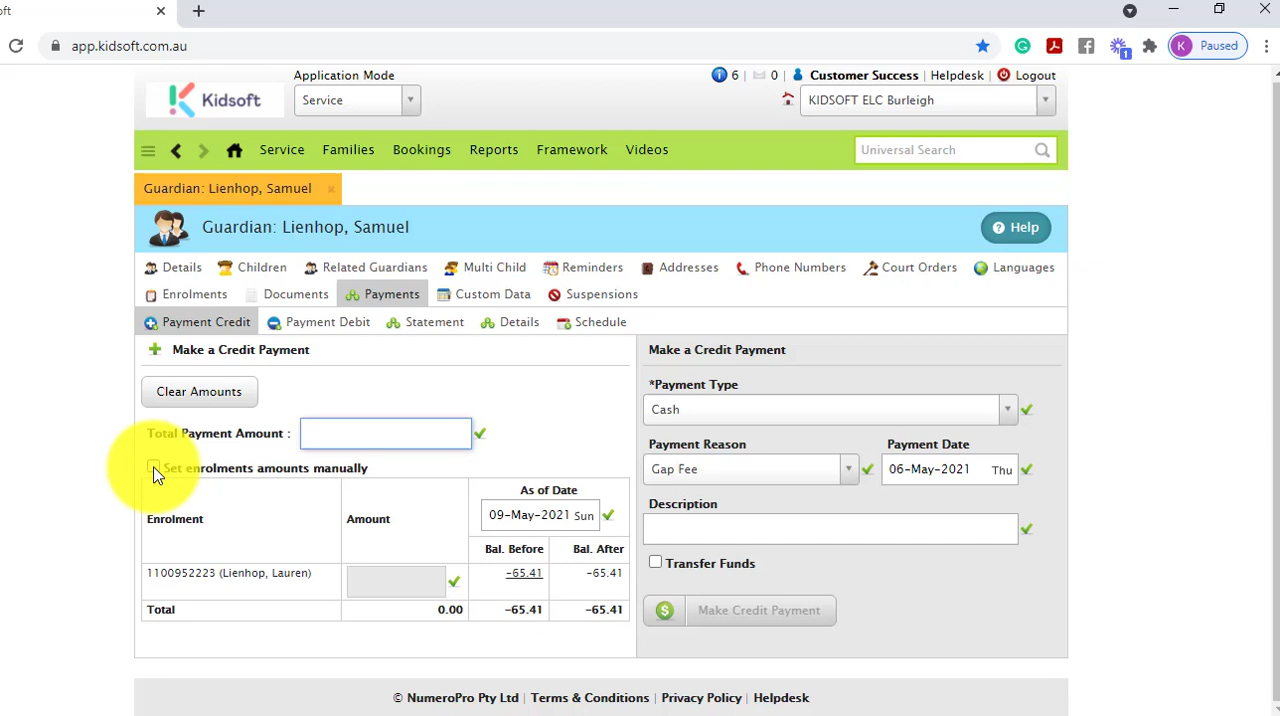 oft
app.kidsoft.com.au
1
K Paused
Kidsoft
Application Mode
Service
6 | 0 | Customer Success | Helpdesk | Logout
KIDSOFT ELC Burleigh
Service Families Bookings Reports Framework Videos
Universal Search
Guardian: Lienhop, Samuel x
Guardian: Lienhop, Samuel
Help
Details Children Related Guardians Multi Child Reminders Addresses Phone Numbers Court Orders Languages
Enrolments Documents Payments Custom Data Suspensions
Payment Credit Payment Debit Statement Details Schedule
Make a Credit Payment
Clear Amounts
Total Payment Amount :
Set enrolments amounts manually
Enrolment Amount As of Date
09-May-2021 Sun
Bal. Before Bal. After
1100952223 (Lienhop, Lauren) -65.41 -65.41
Total 0.00 -65.41 -65.41
Make a Credit Payment
*Payment Type
Cash
Payment Reason Payment Date
Gap Fee 06-May-2021 Thu
Description
Transfer Funds
$ Make Credit Payment
© NumeroPro Pty Ltd | Terms & Conditions | Privacy Policy | Helpdesk